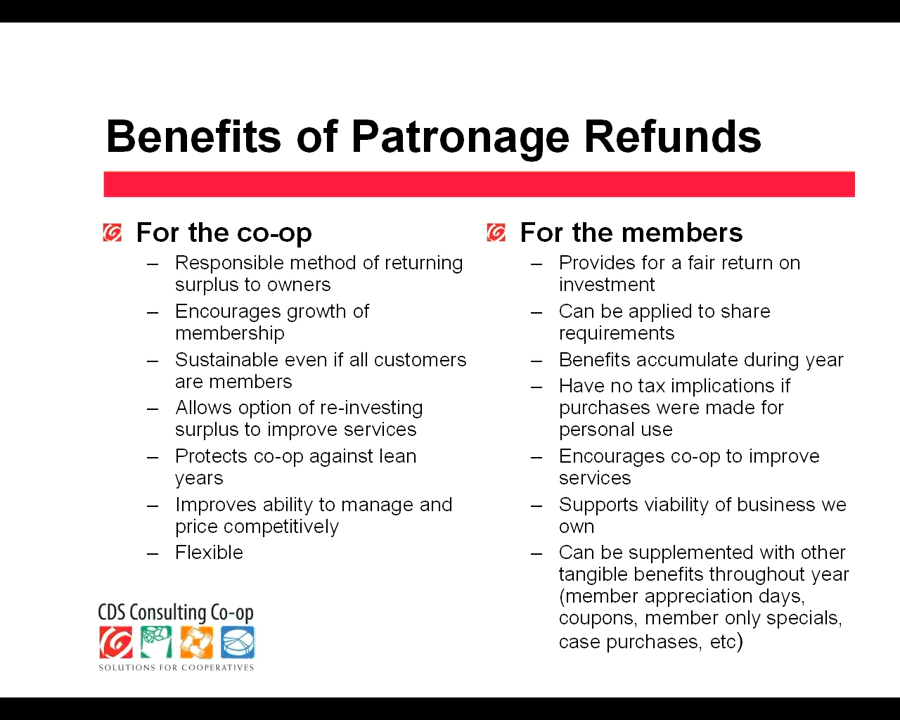 Benefits of Patronage Refunds
For the co-op
– Responsible method of returning
surplus to owners
– Encourages growth of
membership
– Sustainable even if all customers
are members
– Allows option of re-investing
surplus to improve services
– Protects co-op against lean
years
– Improves ability to manage and
price competitively
– Flexible
For the members
– Provides for a fair return on
investment
– Can be applied to share
requirements
– Benefits accumulate during year
– Have no tax implications if
purchases were made for
personal use
– Encourages co-op to improve
services
– Supports viability of business we
own
– Can be supplemented with other
tangible benefits throughout year
(member appreciation days,
coupons, member only specials,
case purchases, etc)
CDS Consulting Co-op
SOLUTIONS FOR COOPERATIVES